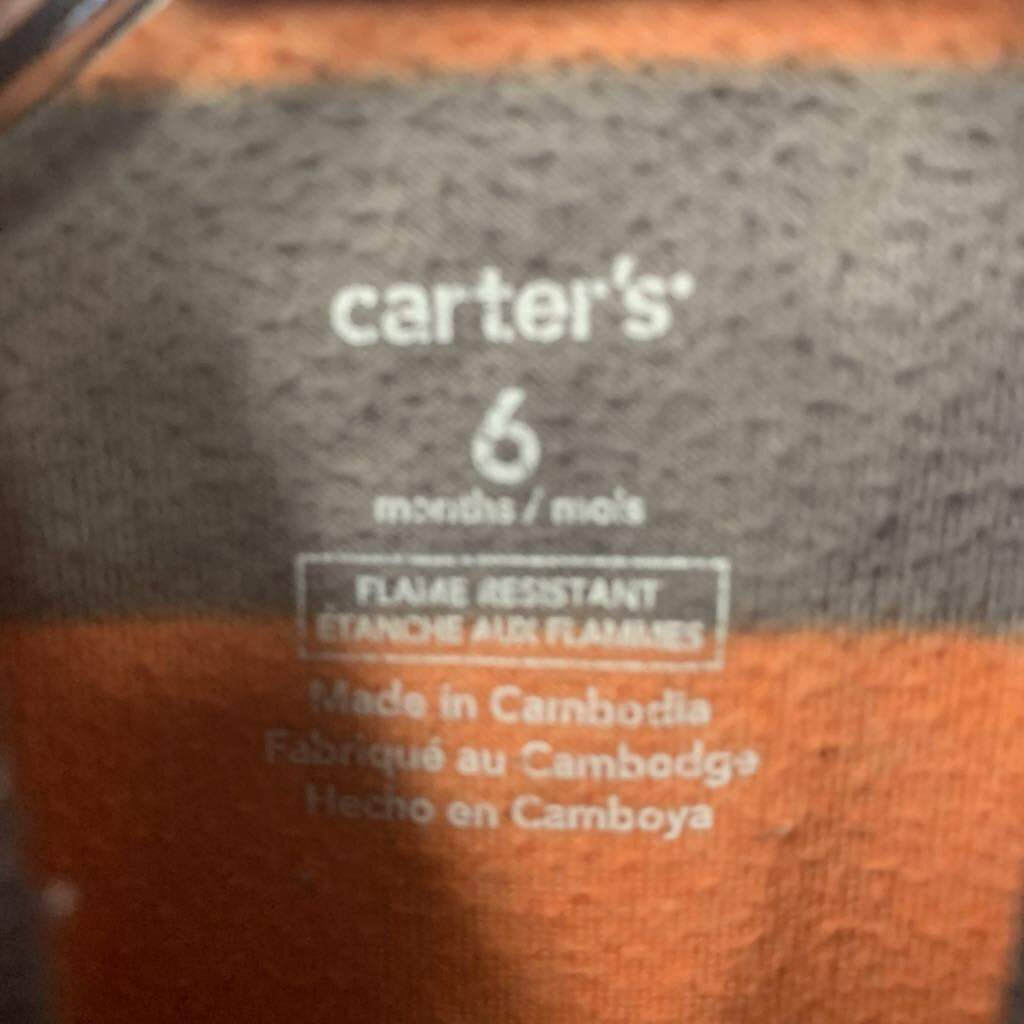 carter's
6
months / mois
FLAME RESISTANT
ÉTANCHE AUX FLAMMES
Made in Cambodia
Fabriqué au Cambodge
Hecho en Camboya